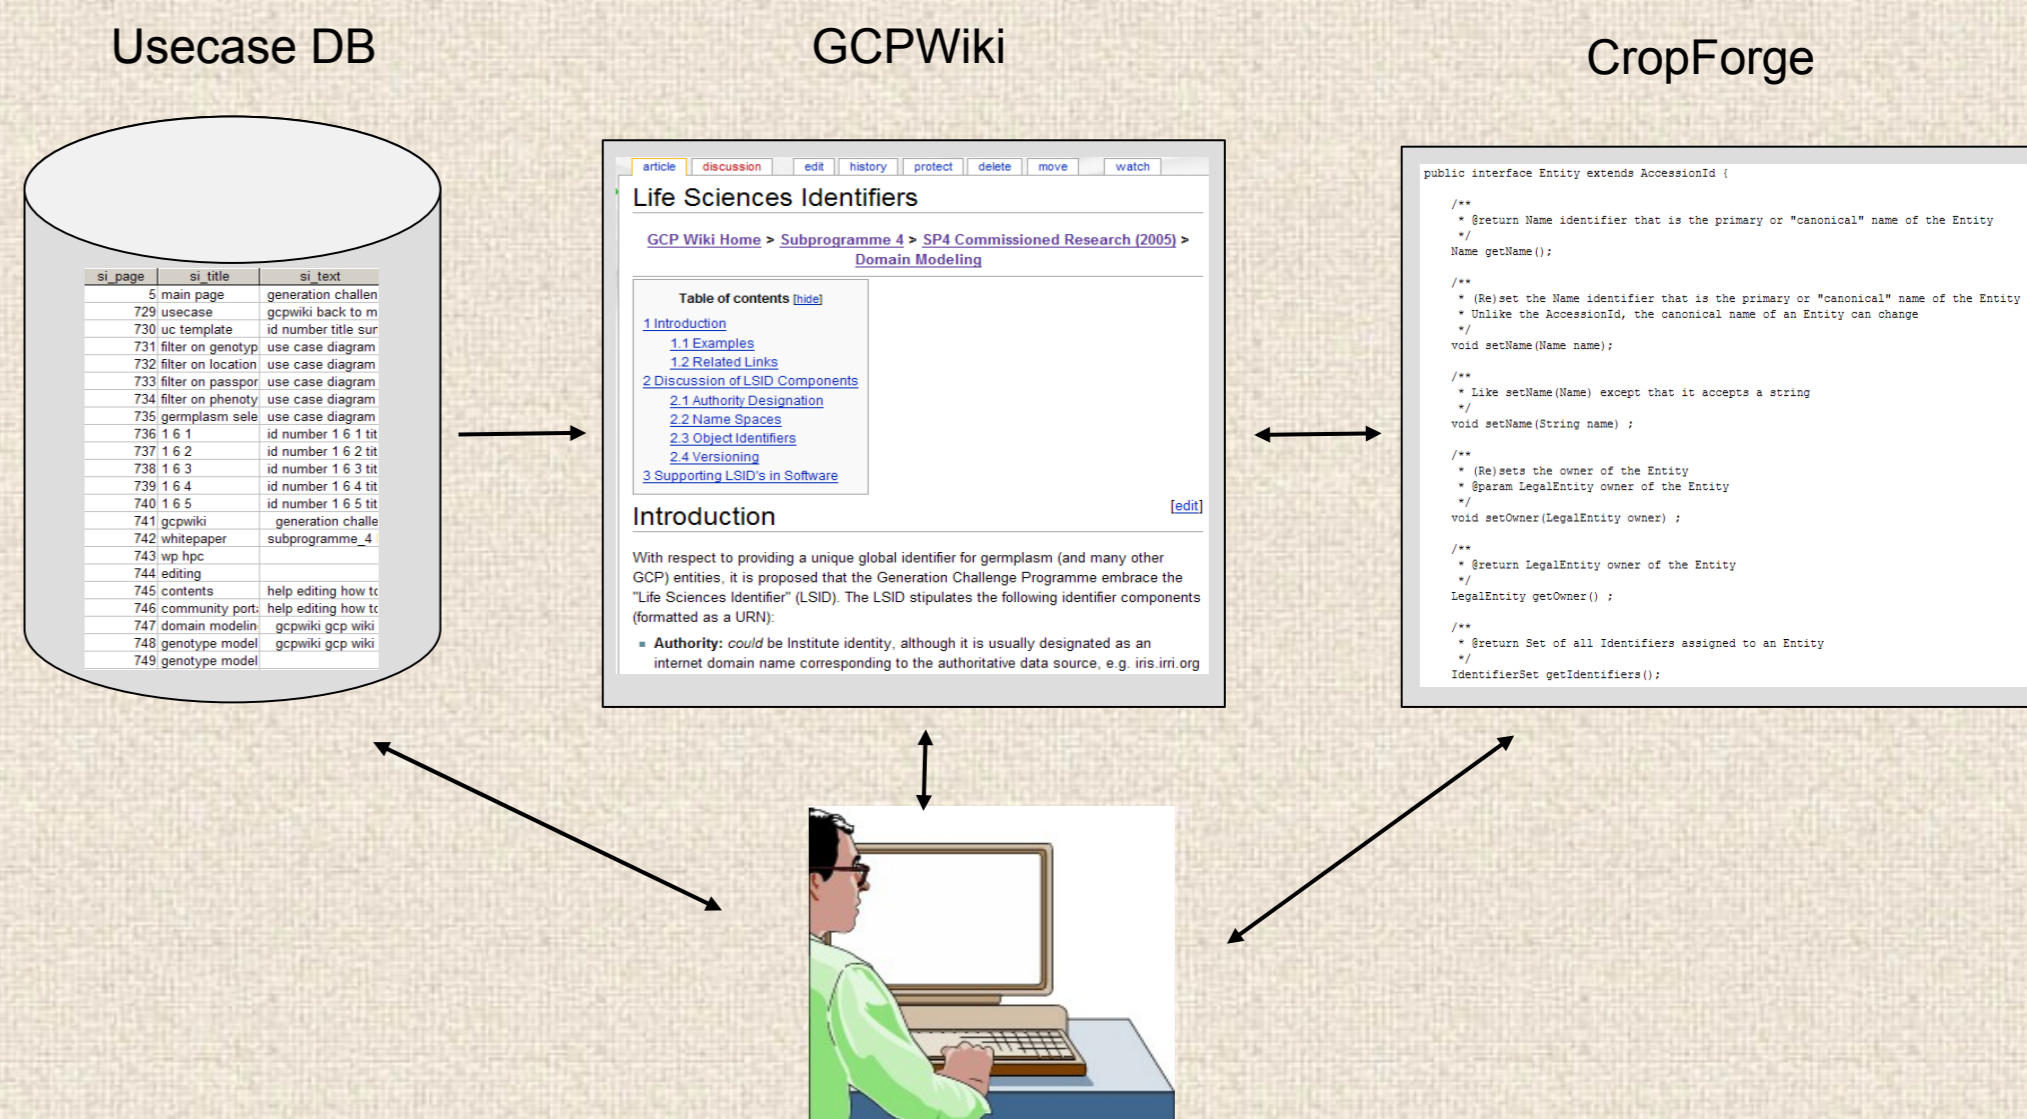 Usecase DB
GCPWiki
CropForge
si_page si_title si_text
5 main page generation challen
729 usecase gcpwiki back to m
730 uc template id number title sur
731 filter on genotyp use case diagram
732 filter on location use case diagram
733 filter on passpor use case diagram
734 filter on phenoty use case diagram
735 germplasm sele use case diagram
736 1 6 1 id number 1 6 1 tit
737 1 6 2 id number 1 6 2 tit
738 1 6 3 id number 1 6 3 tit
739 1 6 4 id number 1 6 4 tit
740 1 6 5 id number 1 6 5 tit
741 gcpwiki generation challe
742 whitepaper subprogramme_4
743 wp hpc
744 editing
745 contents help editing how to
746 community port help editing how to
747 domain modelin gcpwiki gcp wiki
748 genotype model gcpwiki gcp wiki
749 genotype model
article discussion edit history protect delete move watch
Life Sciences Identifiers
GCP Wiki Home > Subprogramme 4 > SP4 Commissioned Research (2005) >
Domain Modeling
Table of contents [hide]
1 Introduction
1.1 Examples
1.2 Related Links
2 Discussion of LSID Components
2.1 Authority Designation
2.2 Name Spaces
2.3 Object Identifiers
2.4 Versioning
3 Supporting LSID's in Software
[edit]
Introduction
With respect to providing a unique global identifier for germplasm (and many other
GCP) entities, it is proposed that the Generation Challenge Programme embrace the
"Life Sciences Identifier" (LSID). The LSID stipulates the following identifier components
(formatted as a URN):
Authority: could be Institute identity, although it is usually designated as an
internet domain name corresponding to the authoritative data source, e.g. iris.irri.org
public interface Entity extends AccessionId {
/**
* @return Name identifier that is the primary or "canonical" name of the Entity
*/
Name getName();
/**
* (Re)set the Name identifier that is the primary or "canonical" name of the Entity
* Unlike the AccessionId, the canonical name of an Entity can change
*/
void setName(Name name);
/**
* Like setName(Name) except that it accepts a string
*/
void setName(String name) ;
/**
* (Re)sets the owner of the Entity
* @param LegalEntity owner of the Entity
*/
void setOwner(LegalEntity owner) ;
/**
* @return LegalEntity owner of the Entity
*/
LegalEntity getOwner() ;
/**
* @return Set of all Identifiers assigned to an Entity
*/
IdentifierSet getIdentifiers();